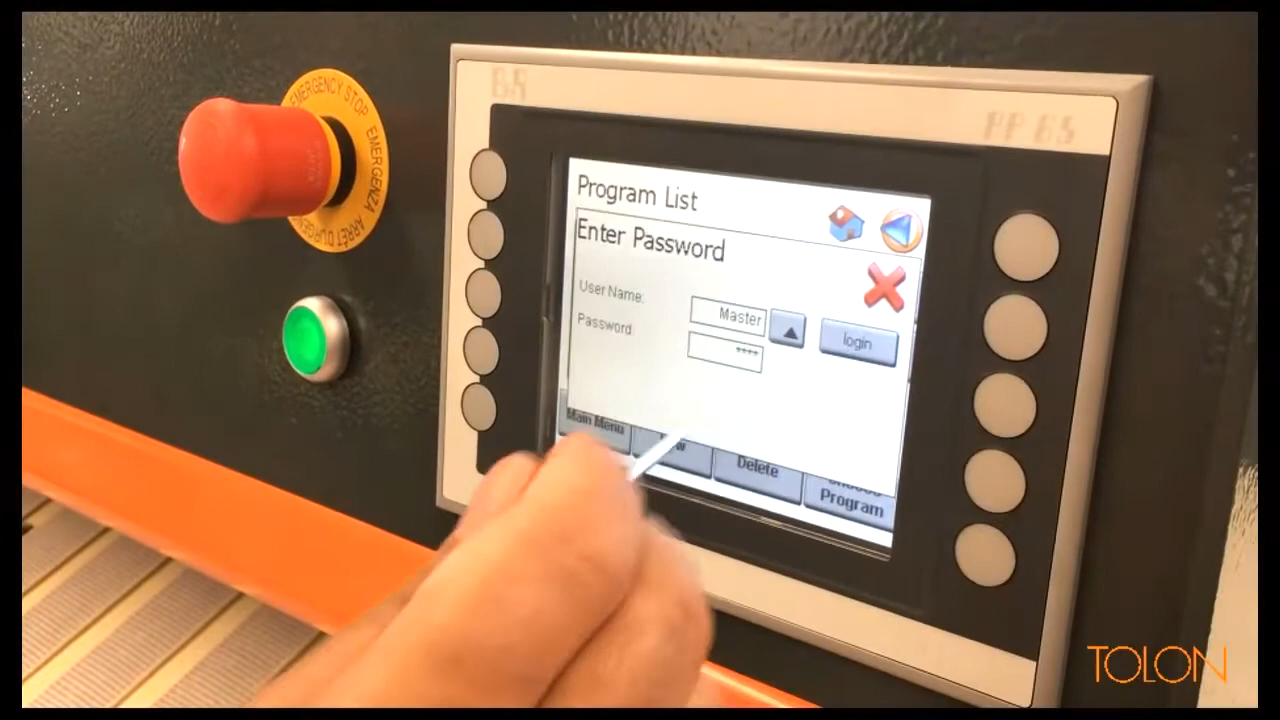 EMERGENCY STOP
EMERGENZA
ARRÊT D'URGENCE
B&R
PP 65
Program List
Enter Password
User Name:
Master
login
Password
****
Main Menu
Delete
Program
TOLON